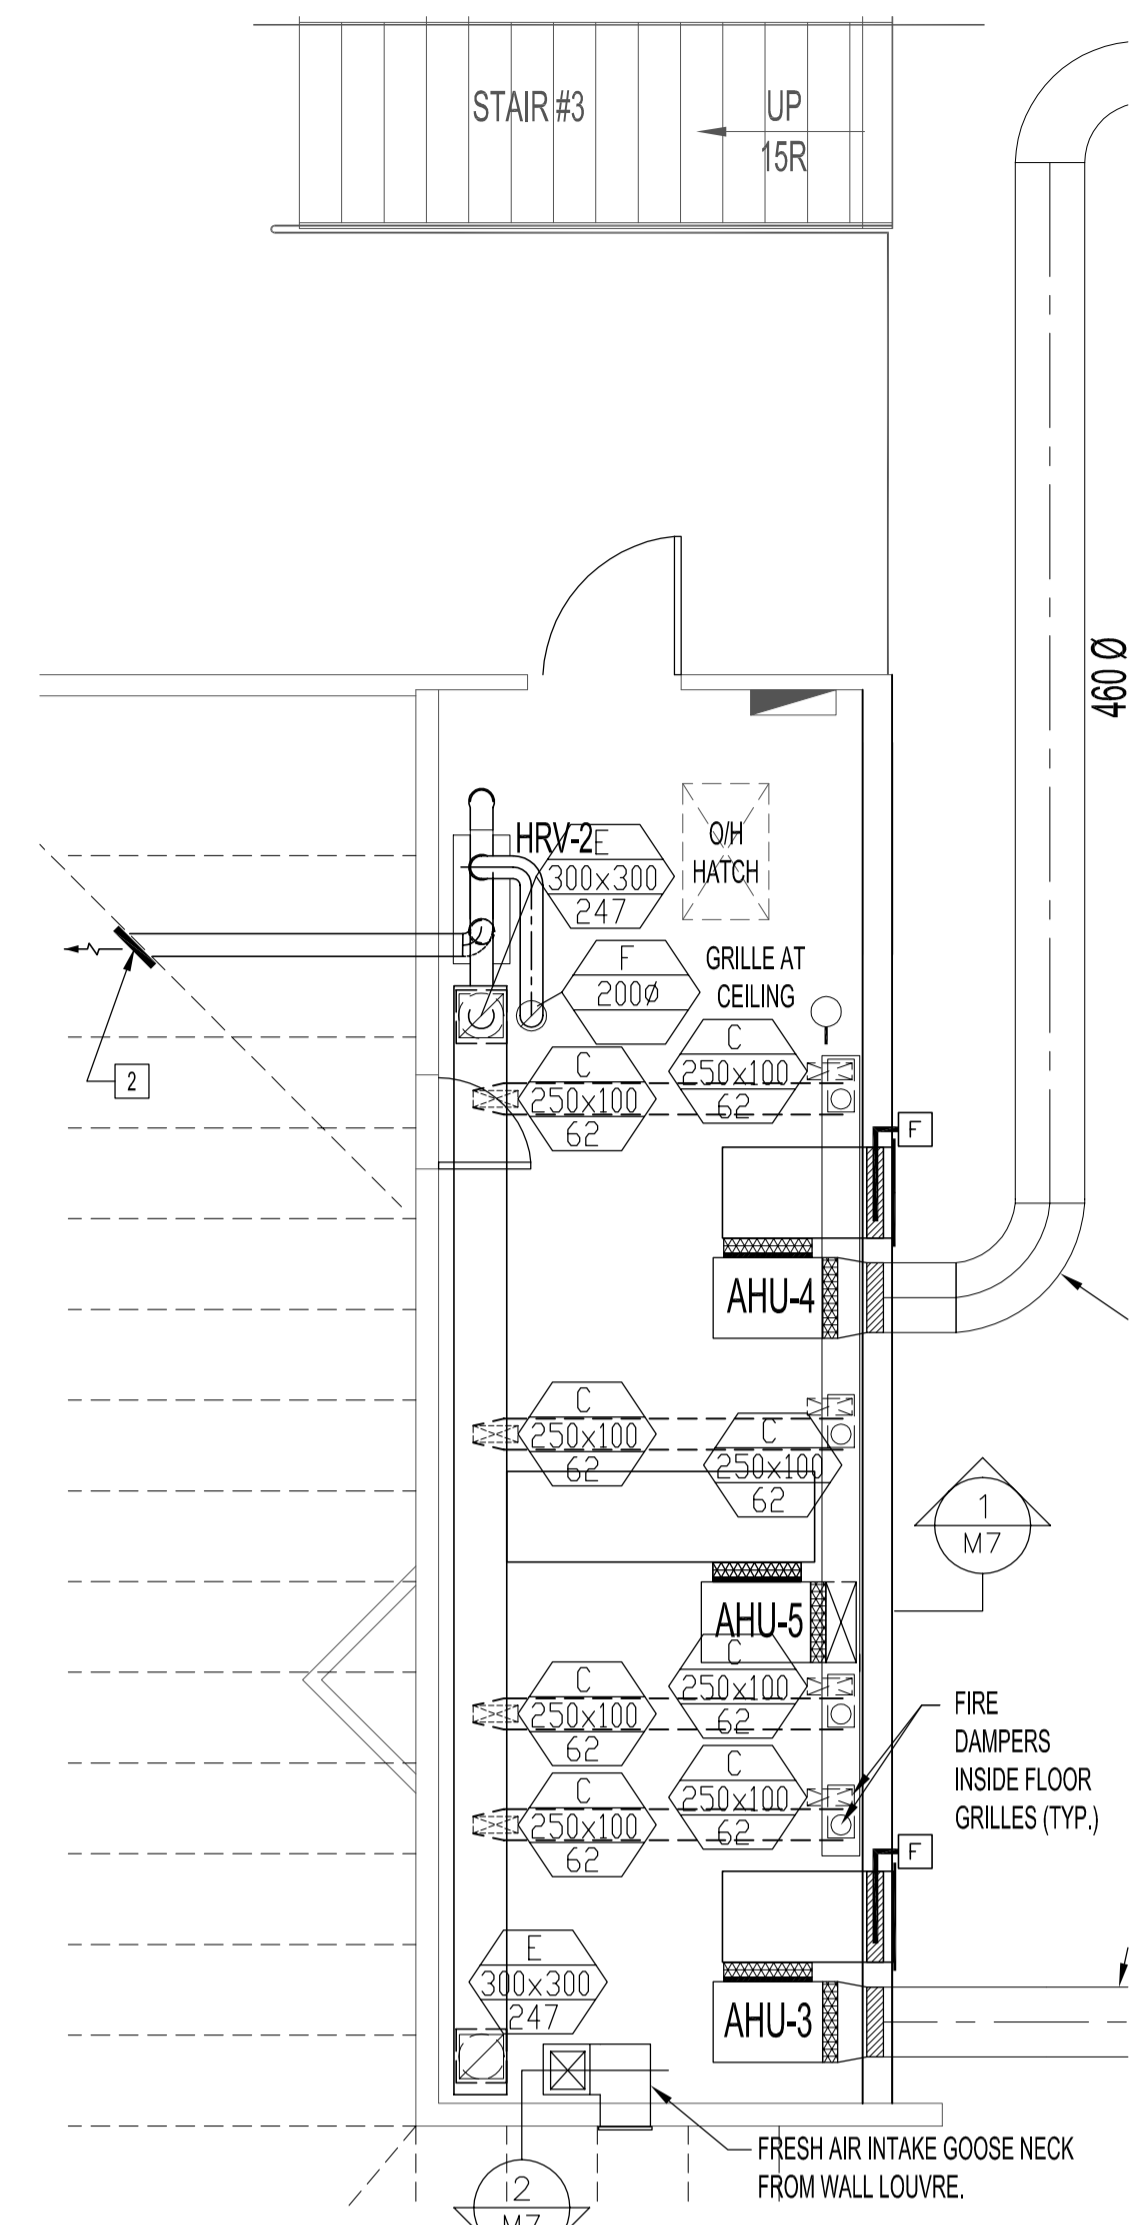 STAIR #3
UP
15R
460 Ø
HRV-2
E
300x300
247
O/H
HATCH
F
200Ø
GRILLE AT
CEILING
C
250x100
62
C
250x100
62
2
F
AHU-4
C
250x100
62
C
250x100
62
1
M7
AHU-5
C
250x100
62
C
250x100
62
FIRE
DAMPERS
INSIDE FLOOR
GRILLES (TYP.)
C
250x100
62
C
250x100
62
F
E
300x300
247
AHU-3
FRESH AIR INTAKE GOOSE NECK
FROM WALL LOUVRE.
2
M7